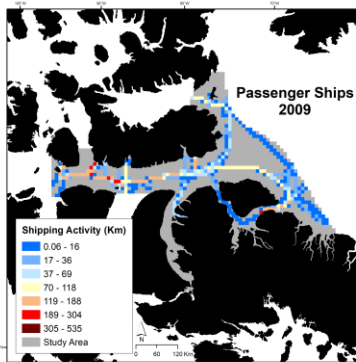 Passenger Ships
2009
Shipping Activity (Km)
0.06 - 16
17 - 36
37 - 69
70 - 118
119 - 188
189 - 304
305 - 535
Study Area
N
0 30 60 120 Km